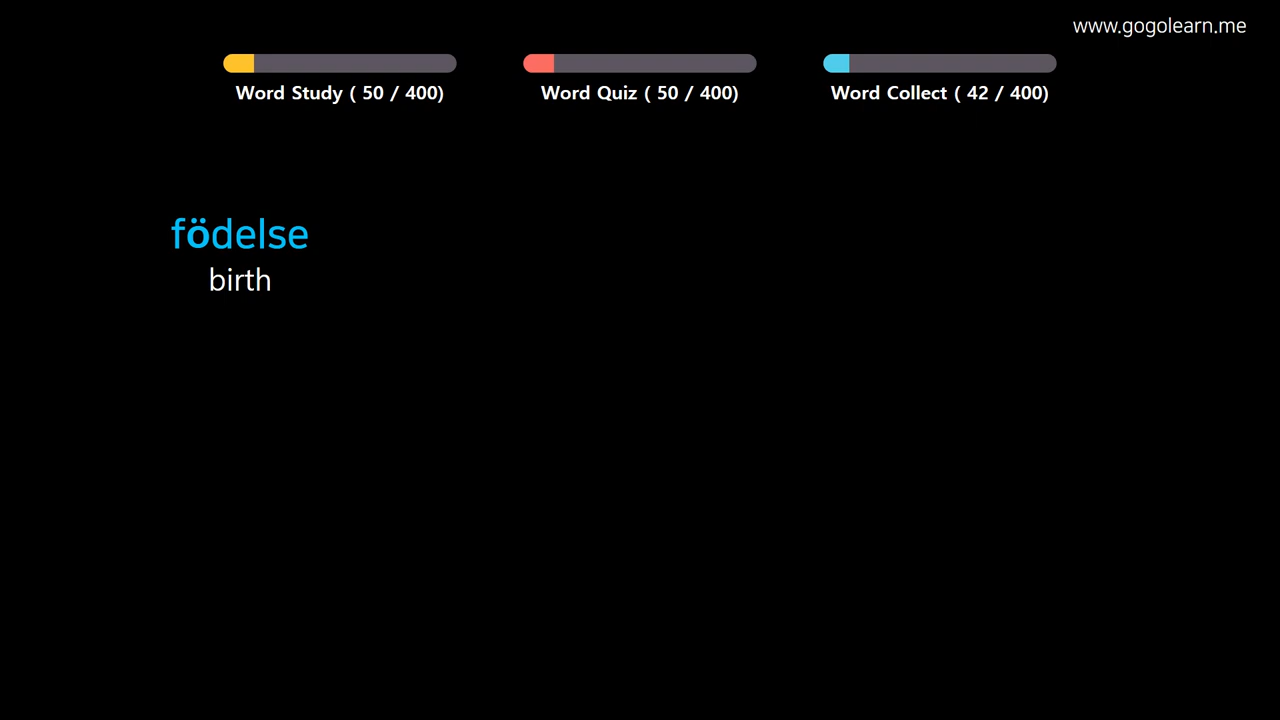 www.gogolearn.me
Word Study ( 50 / 400)
Word Quiz ( 50 / 400)
Word Collect ( 42 / 400)
födelse
birth